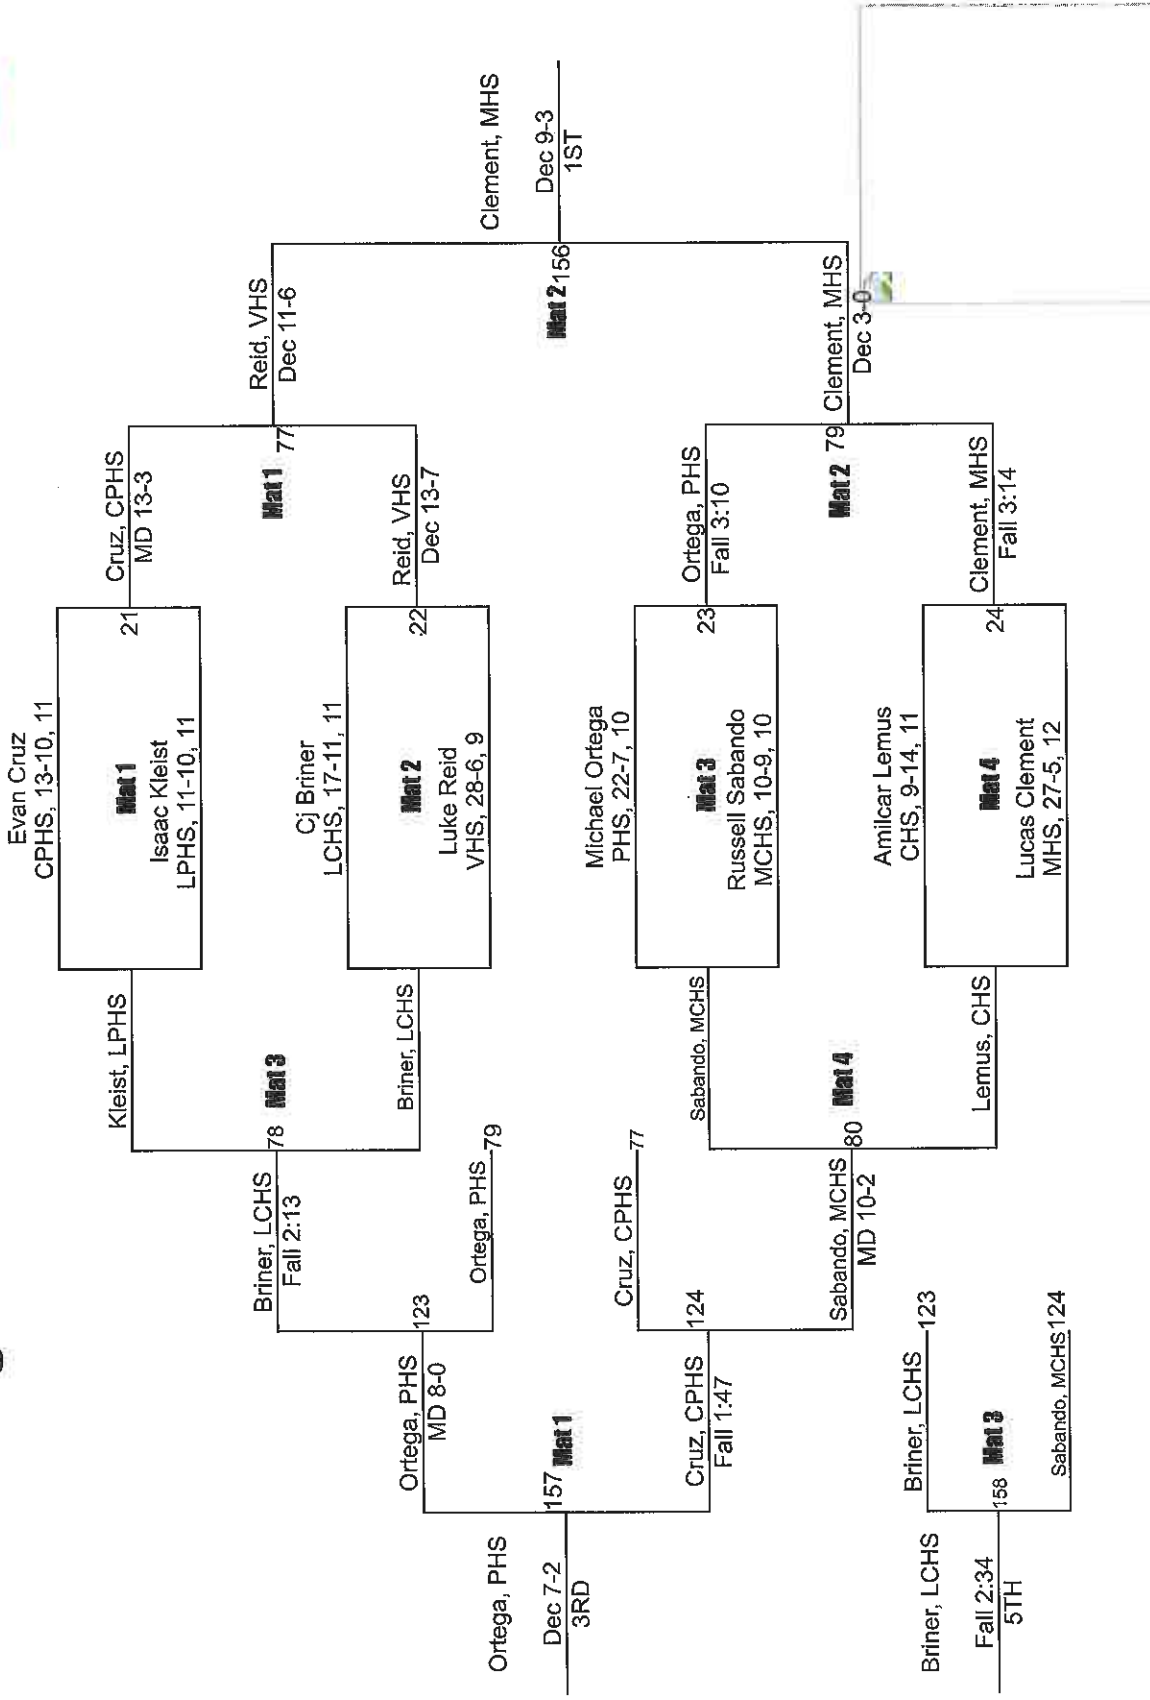 Evan Cruz
CPHS, 13-10, 11
Mat 1
21
Isaac Kleist
LPHS, 11-10, 11
Cj Briner
LCHS, 17-11, 11
Mat 2
22
Luke Reid
VHS, 28-6, 9
Michael Ortega
PHS, 22-7, 10
Mat 3
23
Russell Sabando
MCHS, 10-9, 10
Amilcar Lemus
CHS, 9-14, 11
Mat 4
24
Lucas Clement
MHS, 27-5, 12
Cruz, CPHS
MD 13-3
Mat 1 77
Reid, VHS
Dec 13-7
Ortega, PHS
Fall 3:10
Mat 2 79
Clement, MHS
Fall 3:14
Reid, VHS
Dec 11-6
Mat 2 156
Clement, MHS
Dec 3-0
Clement, MHS
Dec 9-3
1ST
Kleist, LPHS
78 Mat 3
Briner, LCHS
Sabando, MCHS
80 Mat 4
Lemus, CHS
Briner, LCHS
Fall 2:13
123
Ortega, PHS 79
Cruz, CPHS 77
124
Sabando, MCHS
MD 10-2
Ortega, PHS
MD 8-0
157 Mat 1
Cruz, CPHS
Fall 1:47
Ortega, PHS
Dec 7-2
3RD
Briner, LCHS 123
158 Mat 3
Sabando, MCHS 124
Briner, LCHS
Fall 2:34
5TH